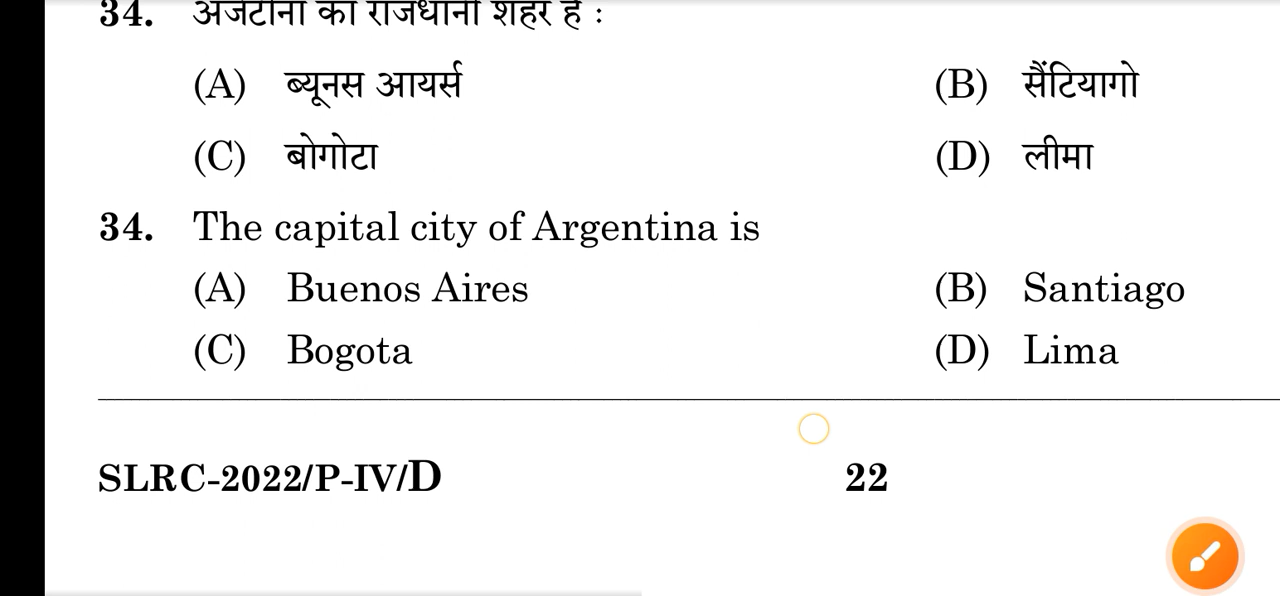 34. अर्जेंटीना की राजधानी शहर है :
(A) ब्यूनस आयर्स (B) सैंटियागो
(C) बोगोटा (D) लीमा
34. The capital city of Argentina is
(A) Buenos Aires (B) Santiago
(C) Bogota (D) Lima
SLRC-2022/P-IV/D 22